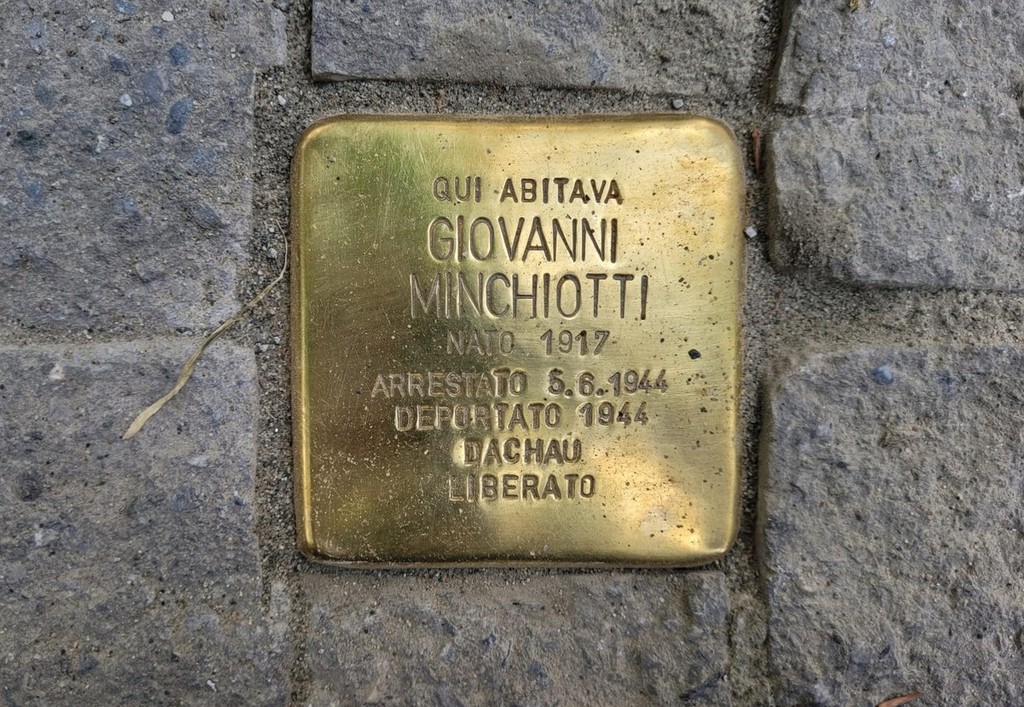 QUI ABITAVA
GIOVANNI
MINCHIOTTI
NATO 1917
ARRESTATO 5.6.1944
DEPORTATO 1944
DACHAU
LIBERATO